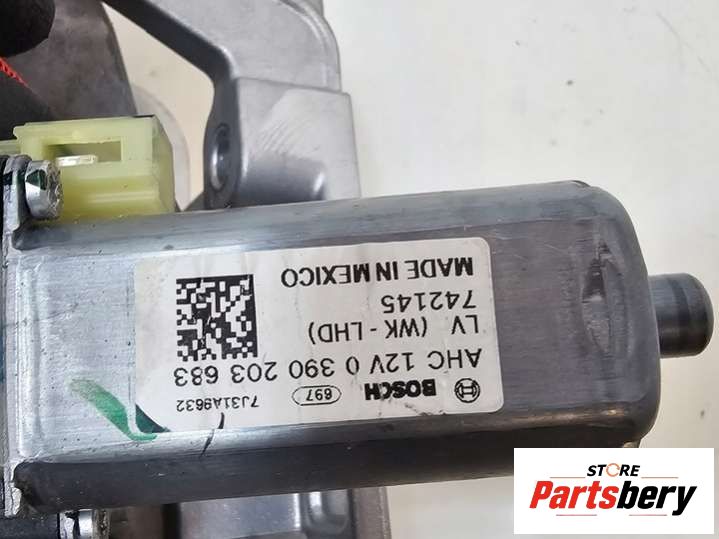 BOSCH 697 7J31A9632
AHC 12V 0 390 203 683
LV (WK - LHD)
742145
MADE IN MEXICO
STORE
Partsbery